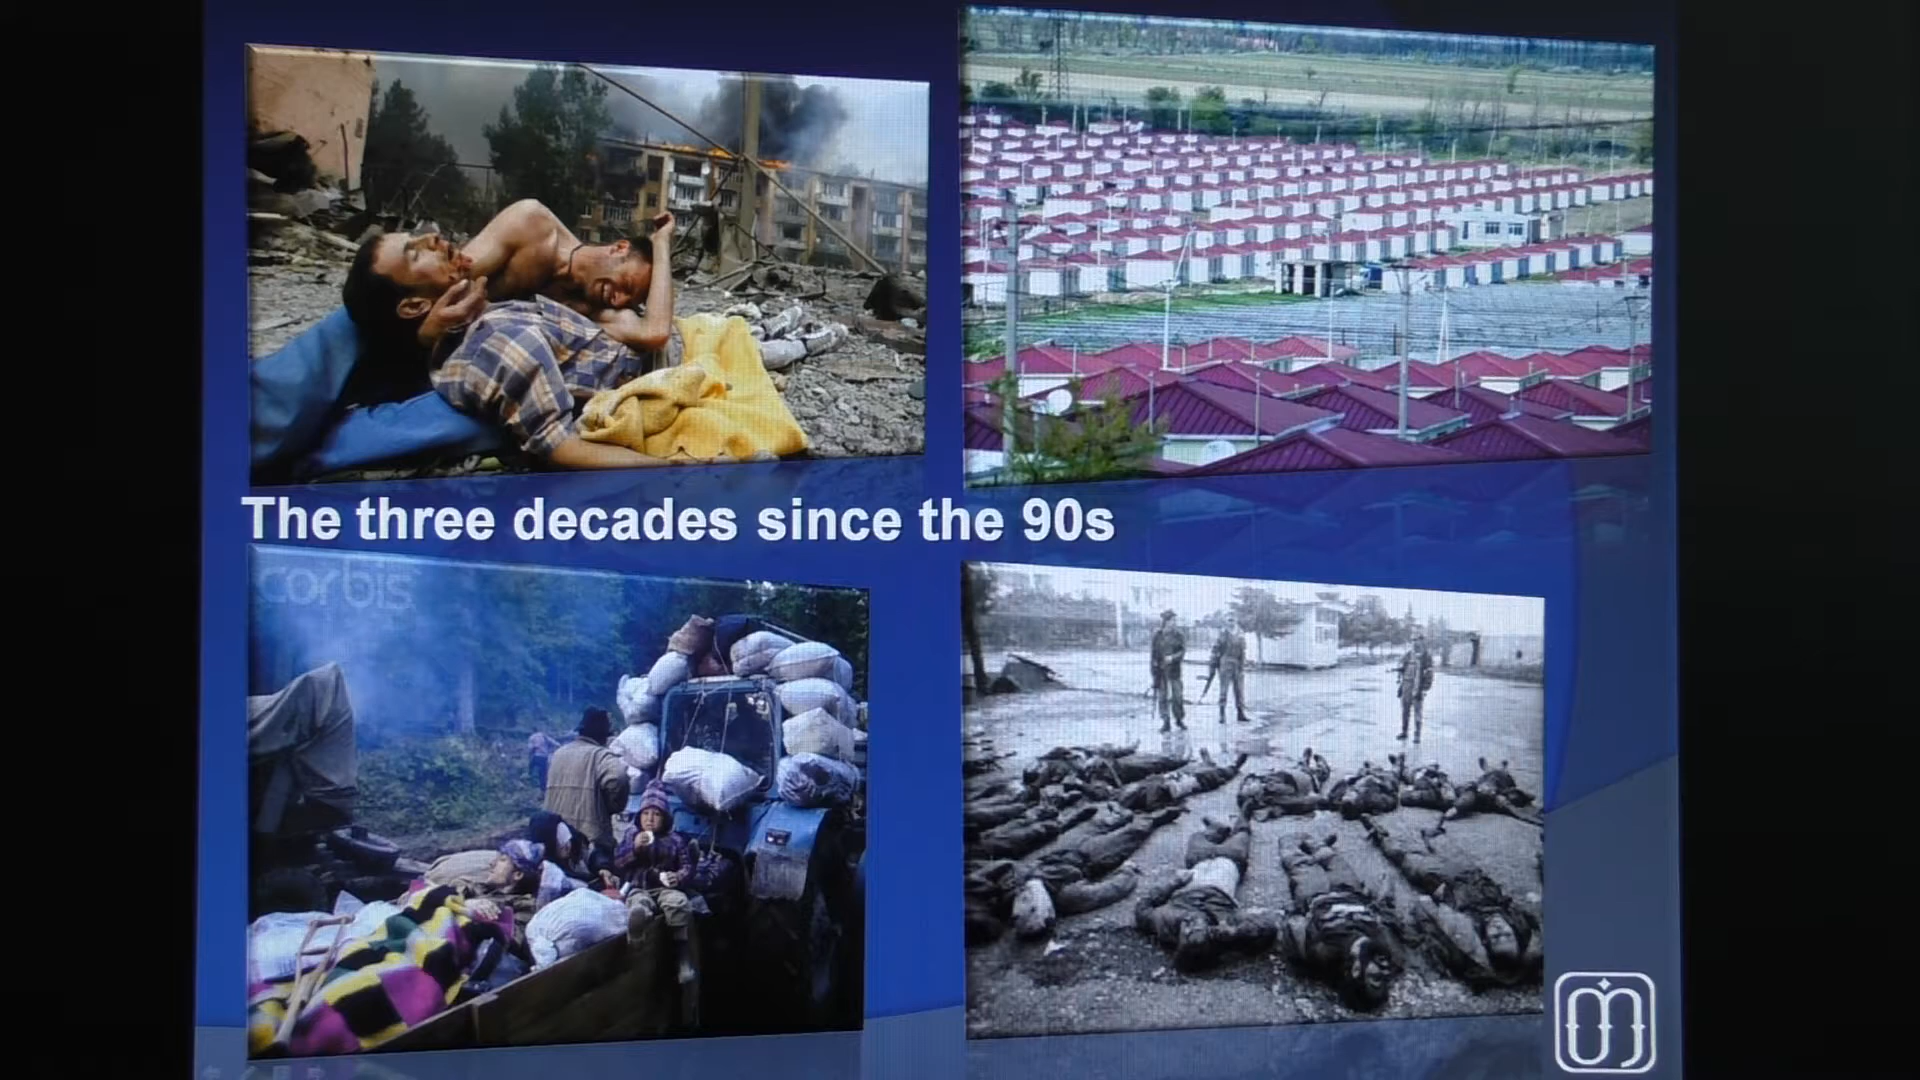 The three decades since the 90s
corbis